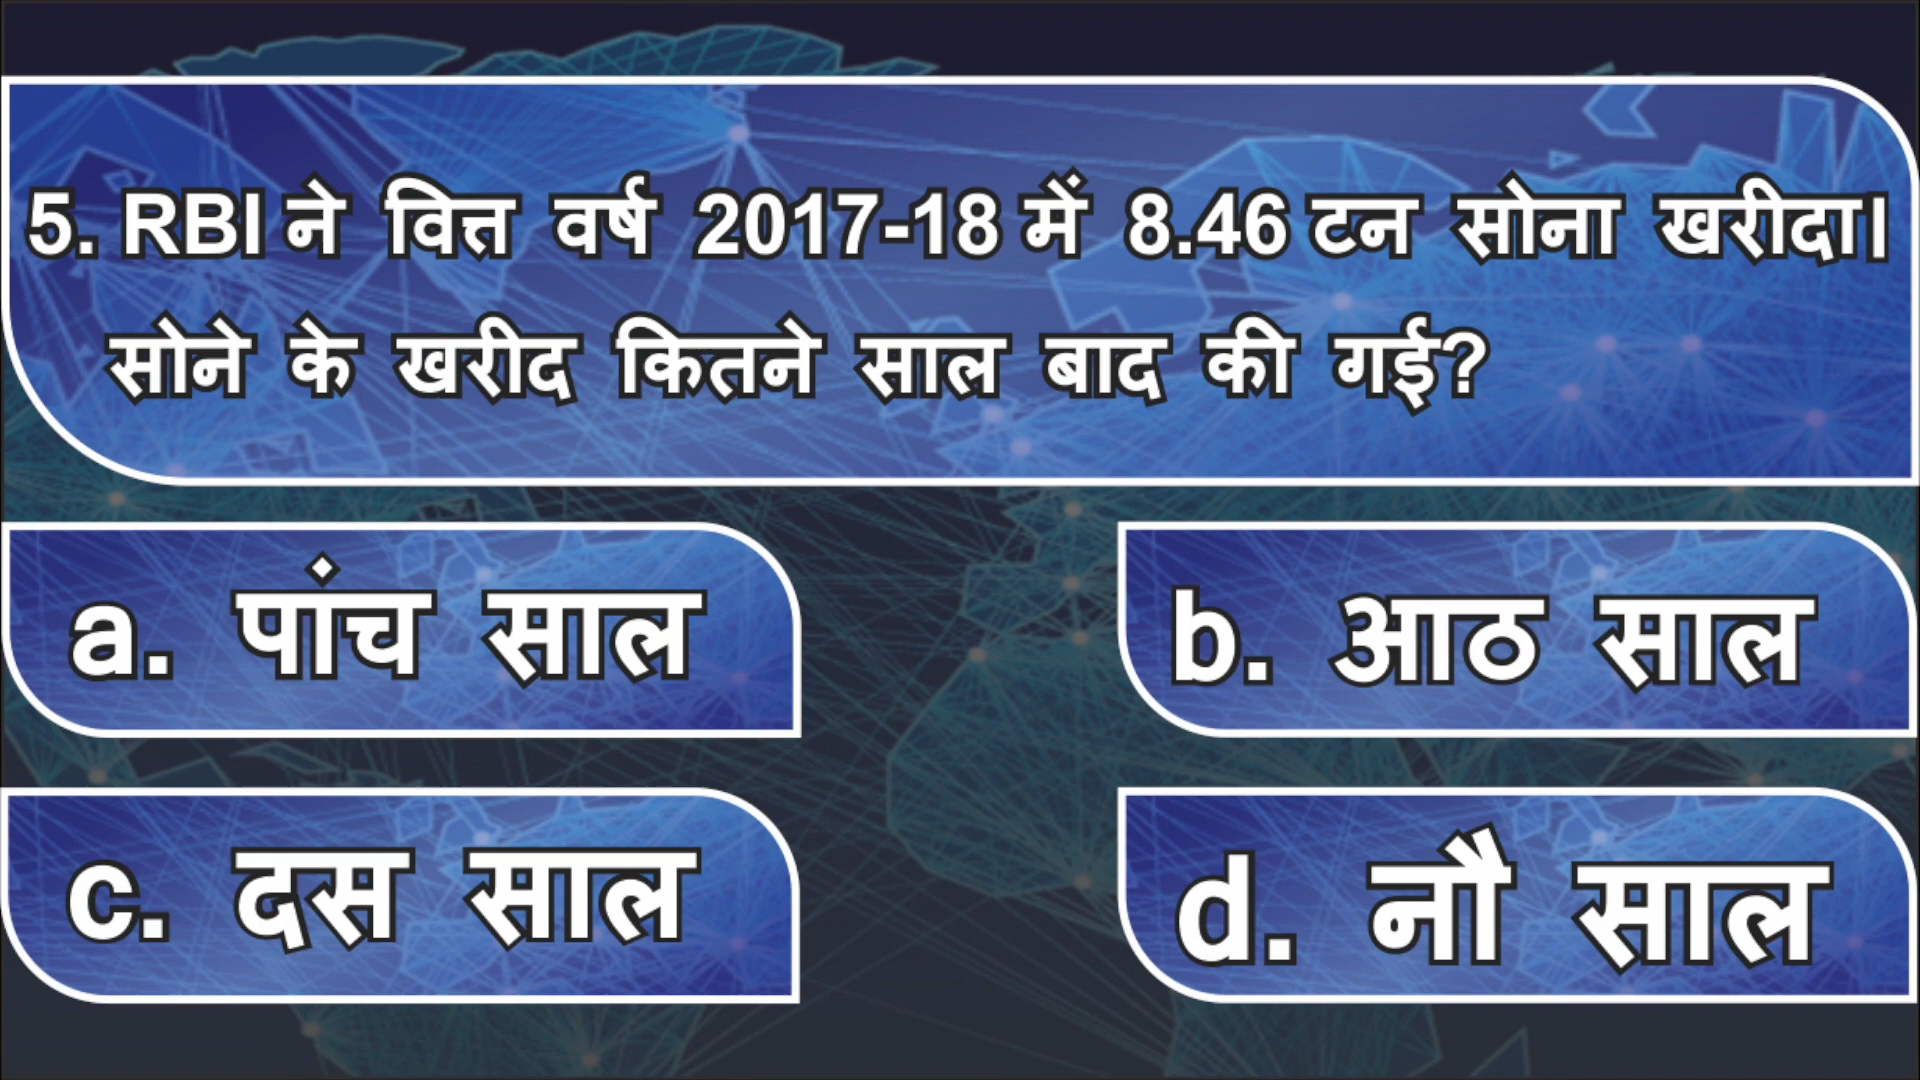 5. RBI ने वित्त वर्ष 2017-18 में 8.46 टन सोना खरीदा।
सोने के खरीद कितने साल बाद की गई?
a. पांच साल
b. आठ साल
c. दस साल
d. नौ साल